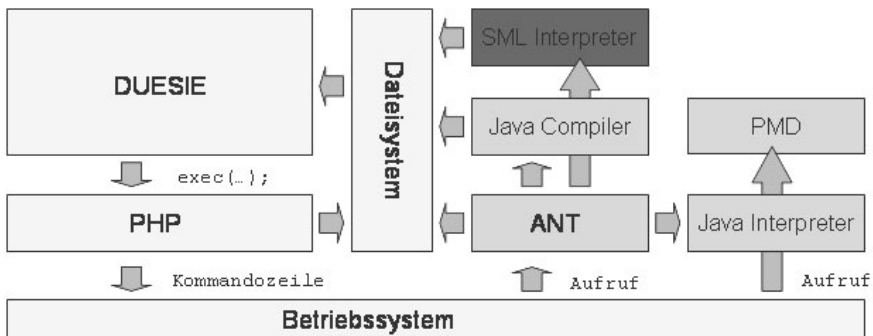 SML Interpreter
DUESIE
Dateisystem
Java Compiler
PMD
exec(…);
PHP
ANT
Java Interpreter
Kommandozeile
Aufruf
Aufruf
Betriebssystem